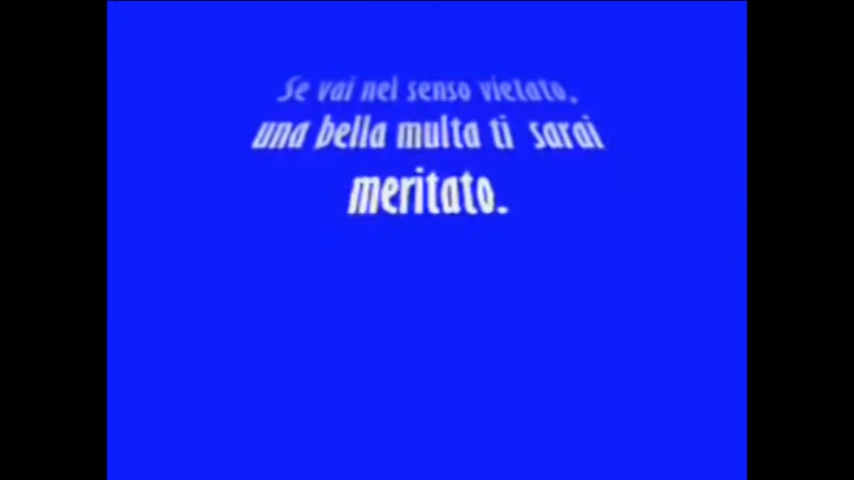 Se vai nel senso vietato,
una bella multa ti sarai
meritato.